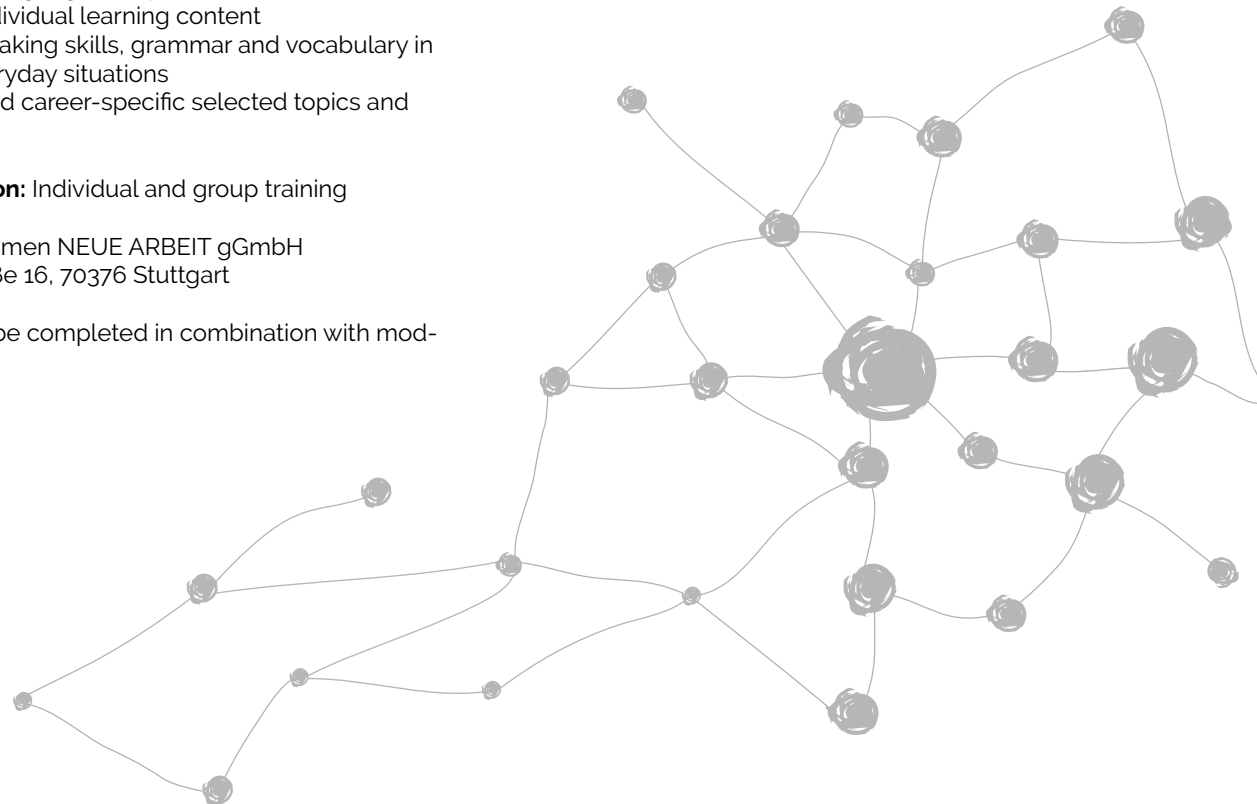 dividual learning content
aking skills, grammar and vocabulary in
ryday situations
d career-specific selected topics and
on: Individual and group training
men NEUE ARBEIT gGmbH
ße 16, 70376 Stuttgart
be completed in combination with mod-